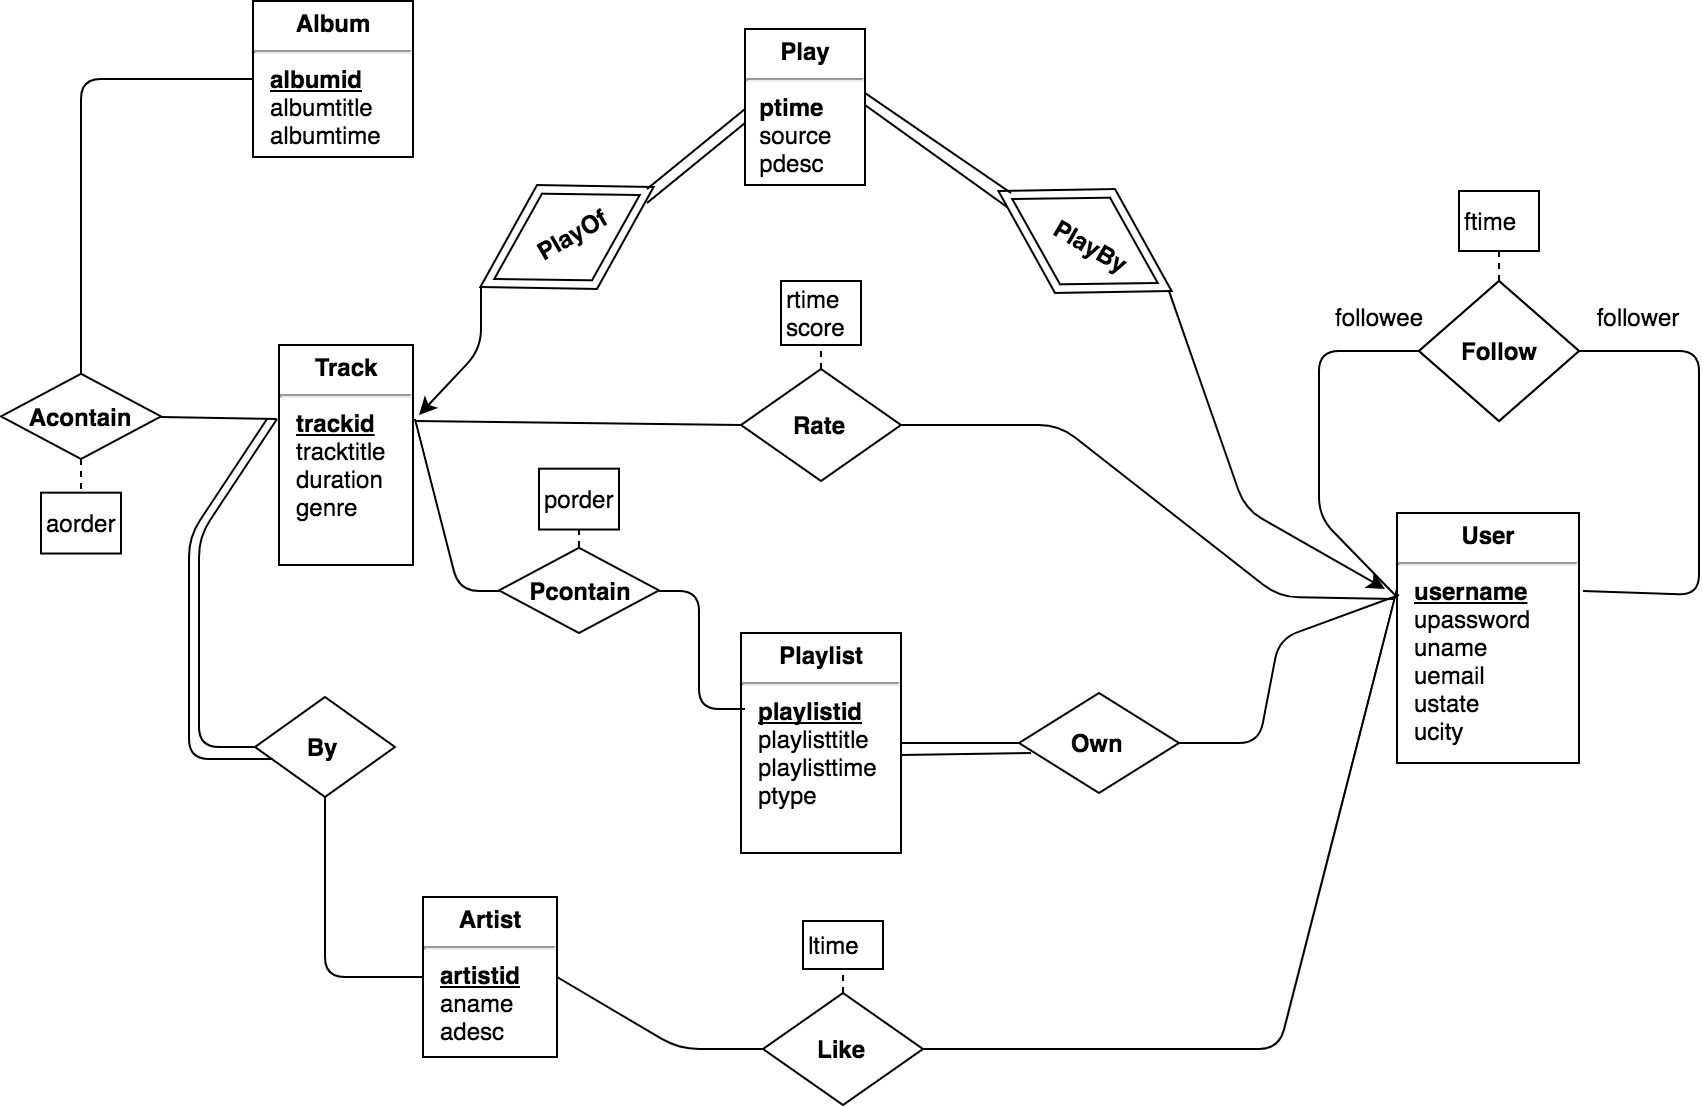 Album
albumid
albumtitle
albumtime
Play
ptime
source
pdesc
PlayOf
PlayBy
ftime
followee
follower
Follow
rtime
score
Rate
Track
trackid
tracktitle
duration
genre
Acontain
aorder
porder
Pcontain
User
username
upassword
uname
uemail
ustate
ucity
Playlist
playlistid
playlisttitle
playlisttime
ptype
Own
By
Artist
artistid
aname
adesc
ltime
Like